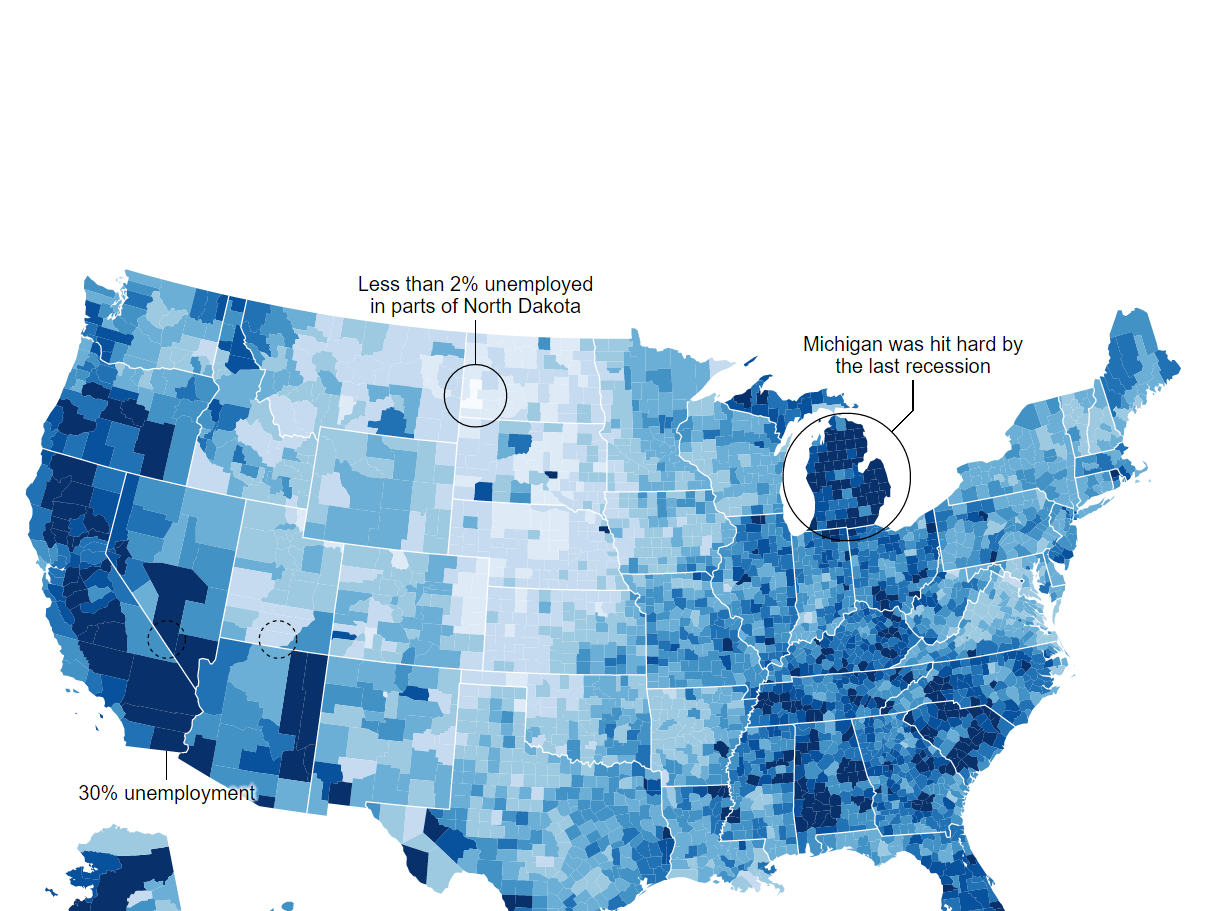 Less than 2% unemployed
in parts of North Dakota
Michigan was hit hard by
the last recession
30% unemployment